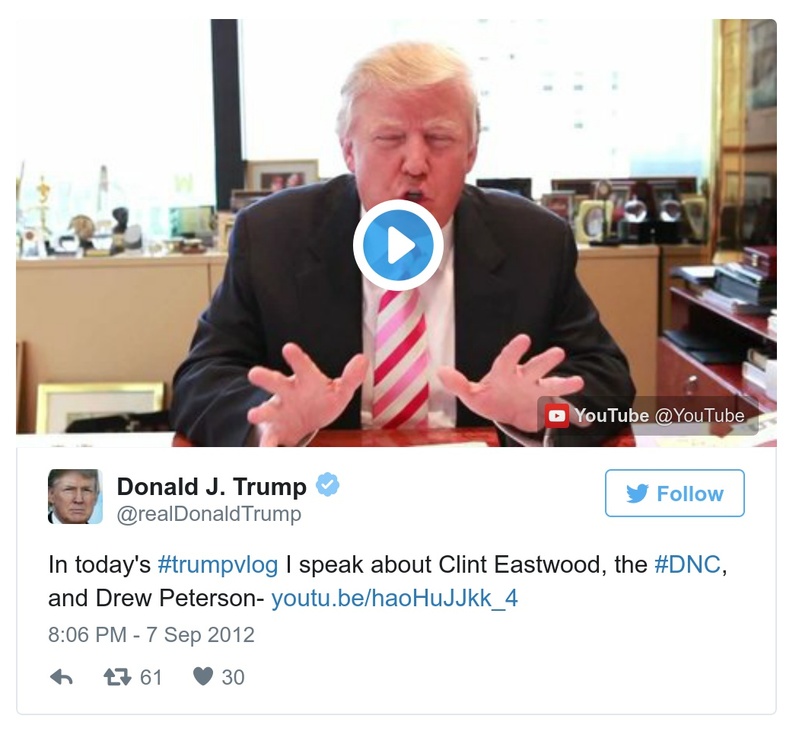 YouTube @YouTube
Donald J. Trump
@realDonaldTrump
Follow
In today's #trumpvlog I speak about Clint Eastwood, the #DNC,
and Drew Peterson- youtu.be/haoHuJJkk_4
8:06 PM - 7 Sep 2012
61 30